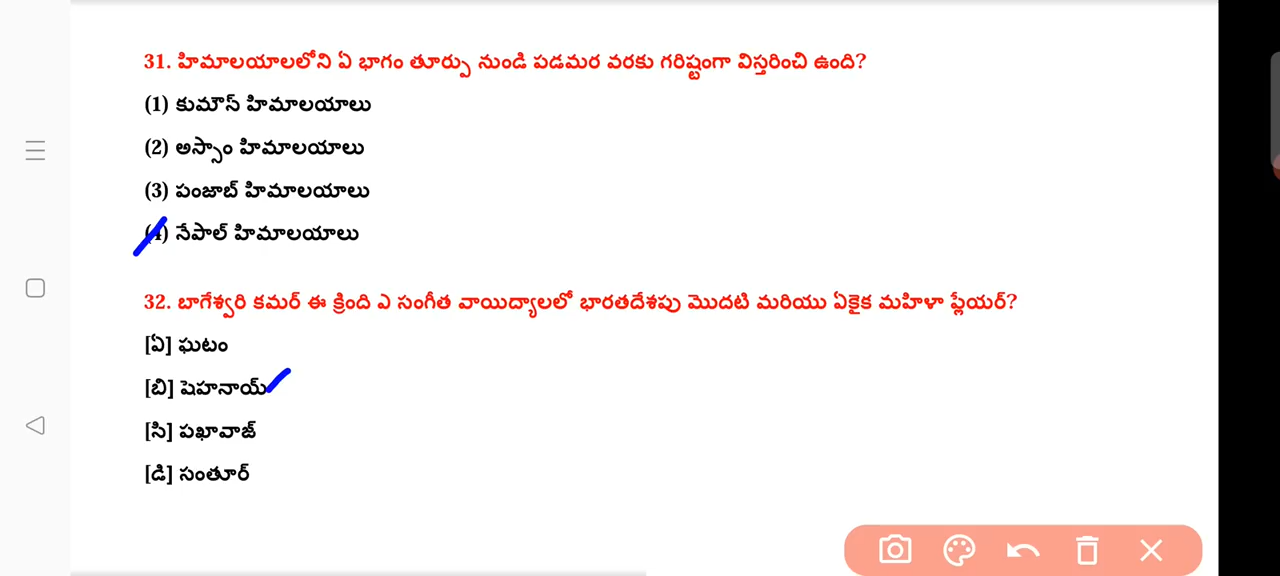 31. హిమాలయాలలోని ఏ భాగం తూర్పు నుండి పడమర వరకు గరిష్టంగా విస్తరించి ఉంది?
(1) కుమౌస్ హిమాలయాలు
(2) అస్సాం హిమాలయాలు
(3) పంజాబ్ హిమాలయాలు
(4) నేపాల్ హిమాలయాలు
32. బాగేశ్వరి కమర్ ఈ క్రింది ఎ సంగీత వాయిద్యాలలో భారతదేశపు మొదటి మరియు ఏకైక మహిళా ప్లేయర్?
[ఏ] ఘటం
[బి] షెహనాయ్
[సి] పఖావాజ్
[డి] సంతూర్